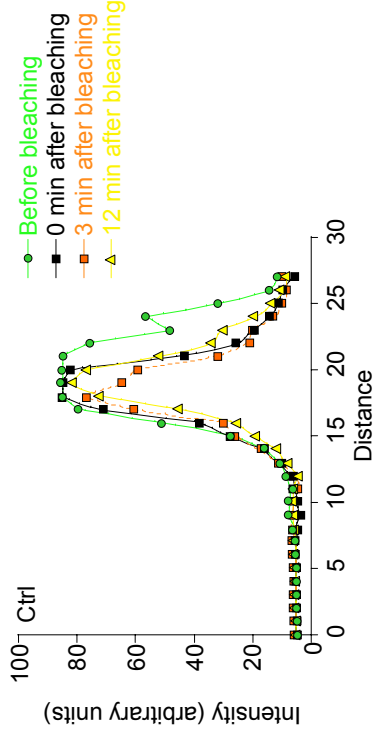 Ctrl
Before bleaching
0 min after bleaching
3 min after bleaching
12 min after bleaching
Intensity (arbitrary units)
100
80
60
40
20
0
0
5
10
15
20
25
30
Distance